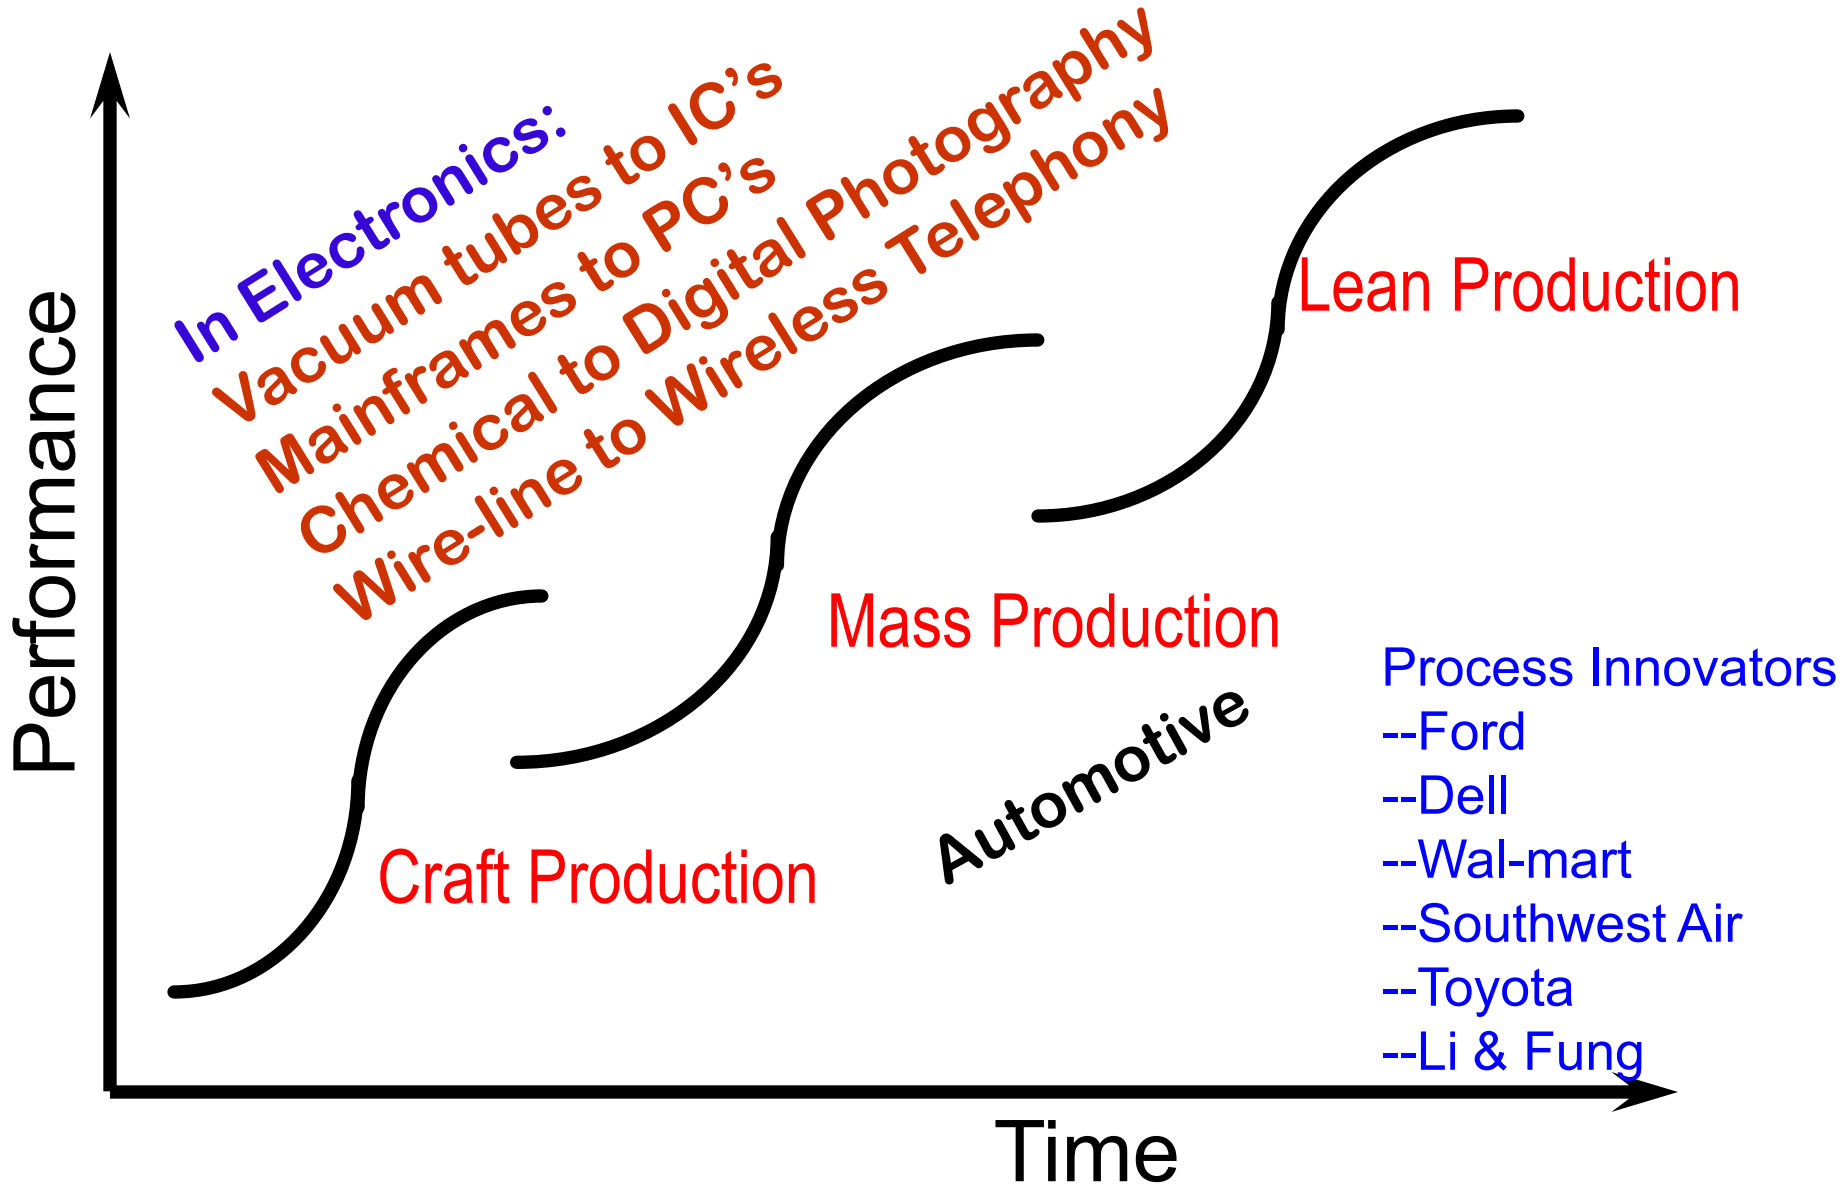 In Electronics:
Vacuum tubes to IC’s
Mainframes to PC’s
Chemical to Digital Photography
Wire-line to Wireless Telephony
Performance
Lean Production
Mass Production
Craft Production
Automotive
Process Innovators
--Ford
--Dell
--Wal-mart
--Southwest Air
--Toyota
--Li & Fung
Time